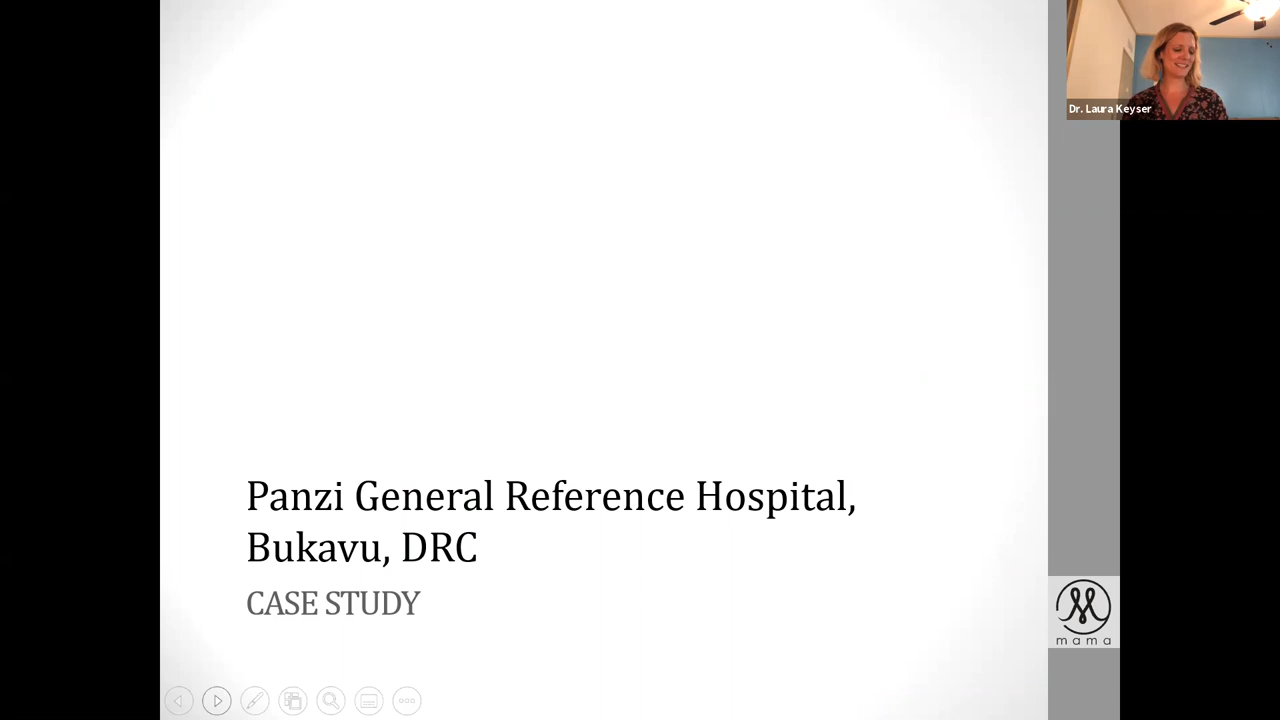 Dr. Laura Keyser
Panzi General Reference Hospital,
Bukavu, DRC
CASE STUDY
mama